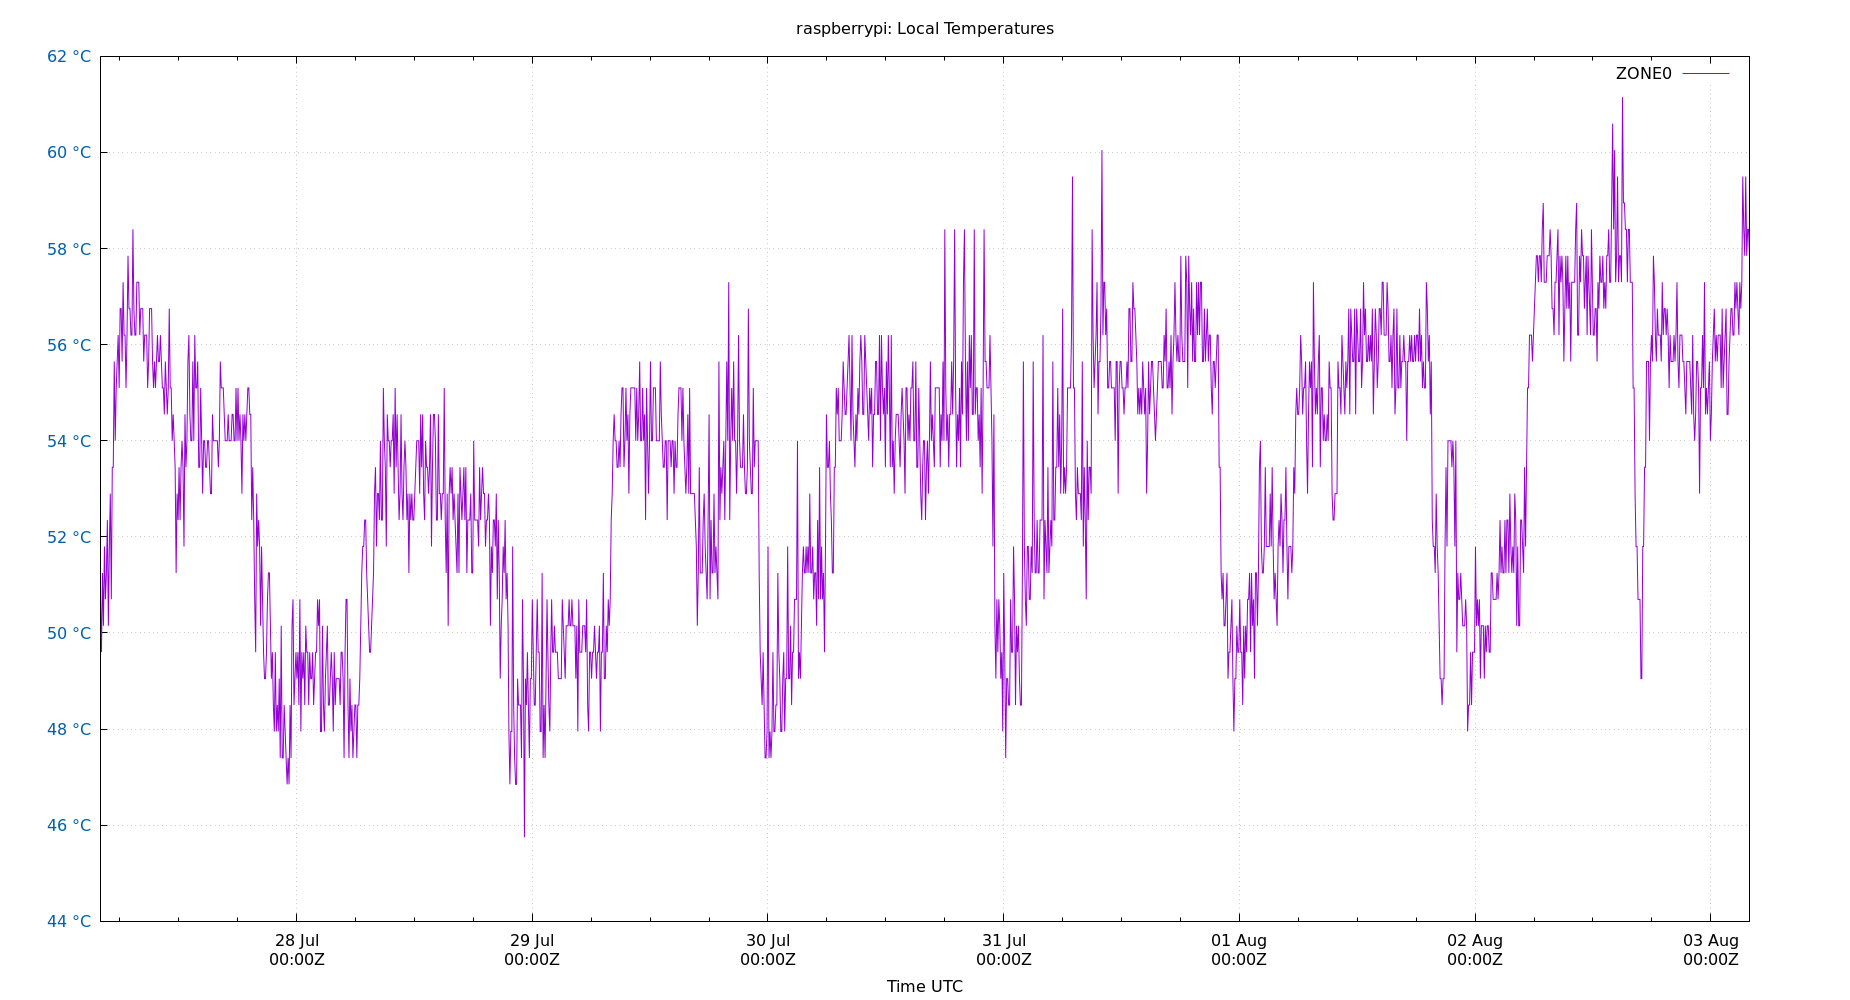 raspberrypi: Local Temperatures
62 °C
ZONE0
60 °C
58 °C
56 °C
54 °C
52 °C
50 °C
48 °C
46 °C
44 °C
28 Jul 29 Jul 30 Jul 31 Jul 01 Aug 02 Aug 03 Aug
00:00Z 00:00Z 00:00Z 00:00Z 00:00Z 00:00Z 00:00Z
Time UTC